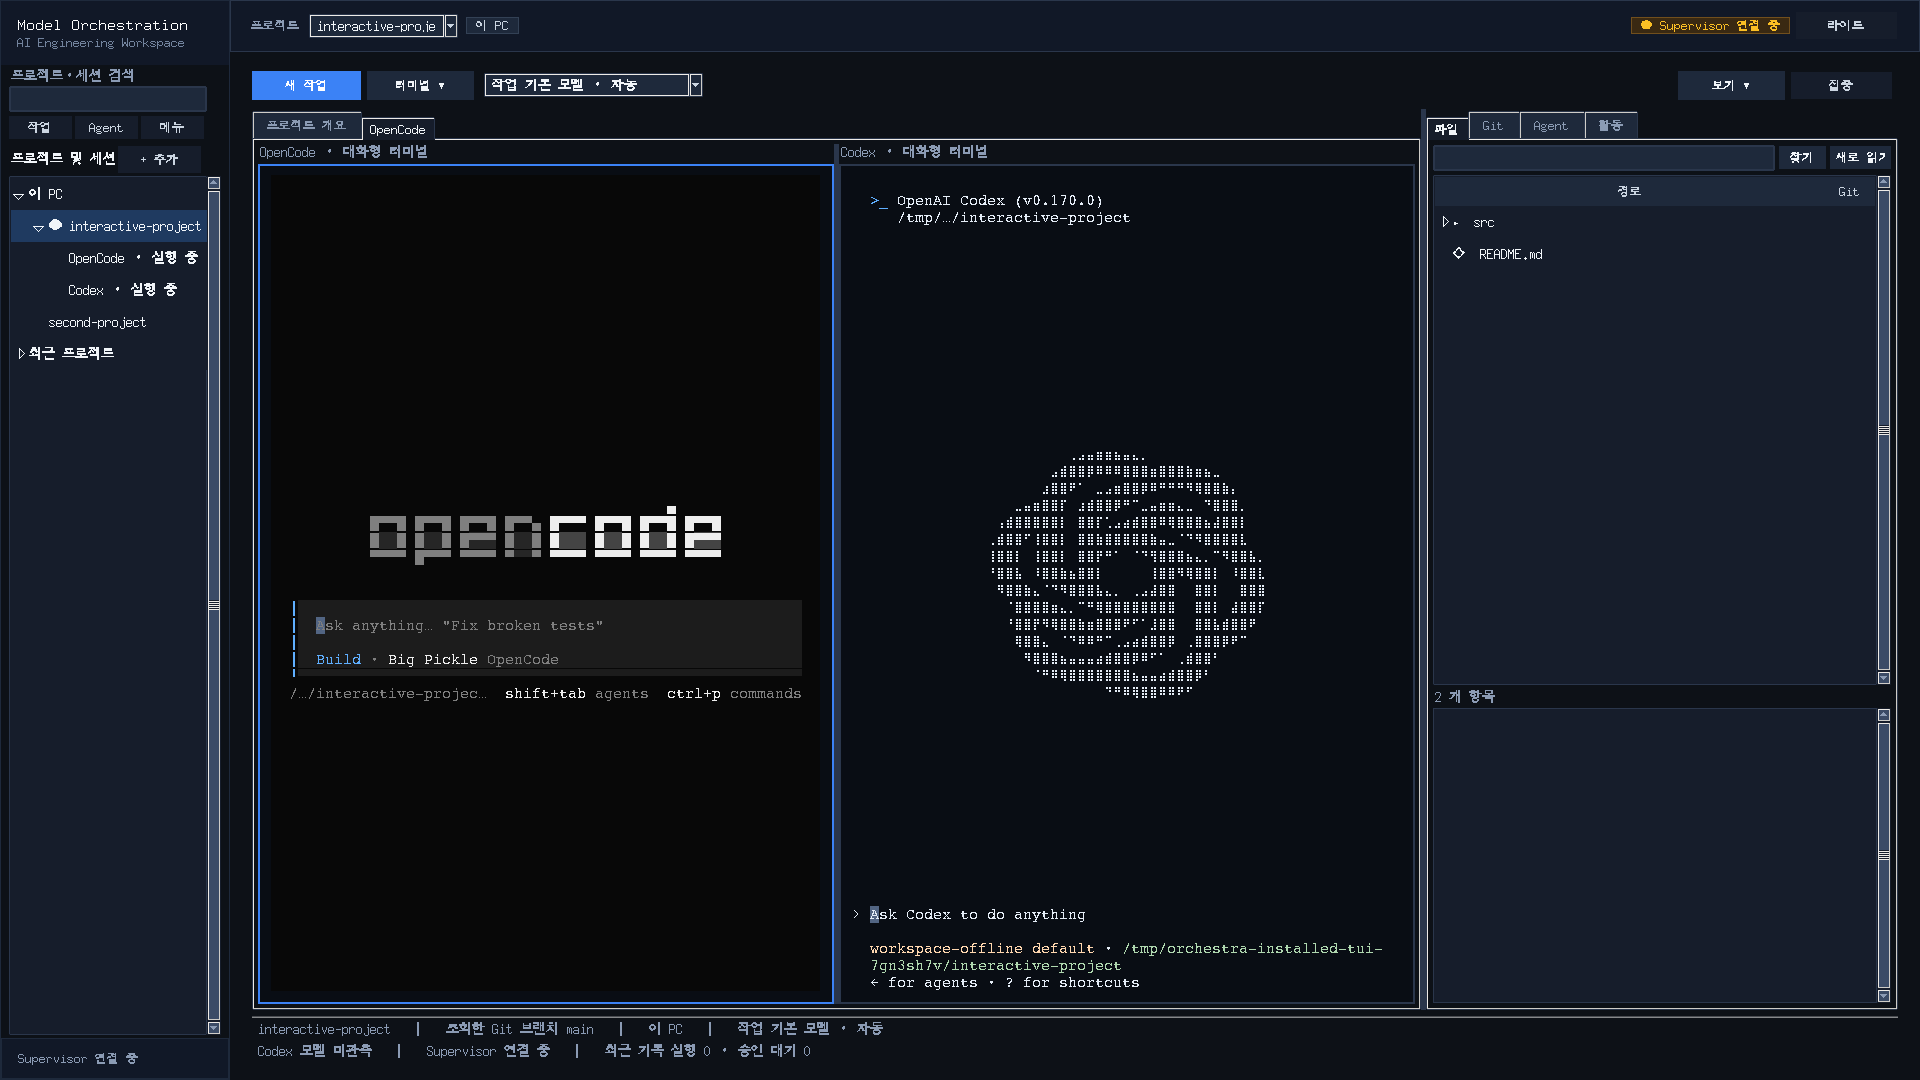 Model Orchestration
AI Engineering Workspace
프로젝트·세션 검색
작업 Agent 메뉴
프로젝트 및 세션 + 추가
이 PC
interactive-project
OpenCode · 실행 중
Codex · 실행 중
second-project
최근 프로젝트
Supervisor 연결 중
프로젝트 interactive-proje 이 PC
Supervisor 연결 중 라이트
새 작업 터미널 ▼ 작업 기본 모델 · 자동
보기 ▼ 집중
프로젝트 개요 OpenCode
OpenCode · 대화형 터미널
opencode
Ask anything… "Fix broken tests"
Build · Big Pickle OpenCode
/…/interactive-projec… shift+tab agents ctrl+p commands
Codex · 대화형 터미널
>_ OpenAI Codex (v0.170.0)
/tmp/…/interactive-project
› Ask Codex to do anything
workspace-offline default · /tmp/orchestra-installed-tui-
7gn3sh7v/interactive-project
← for agents · ? for shortcuts
파일 Git Agent 활동
찾기 새로 읽기
경로 Git
src
README.md
2 개 항목
interactive-project | 조회한 Git 브랜치 main | 이 PC | 작업 기본 모델 · 자동
Codex 모델 미관측 | Supervisor 연결 중 | 최근 기록 실행 0 · 승인 대기 0